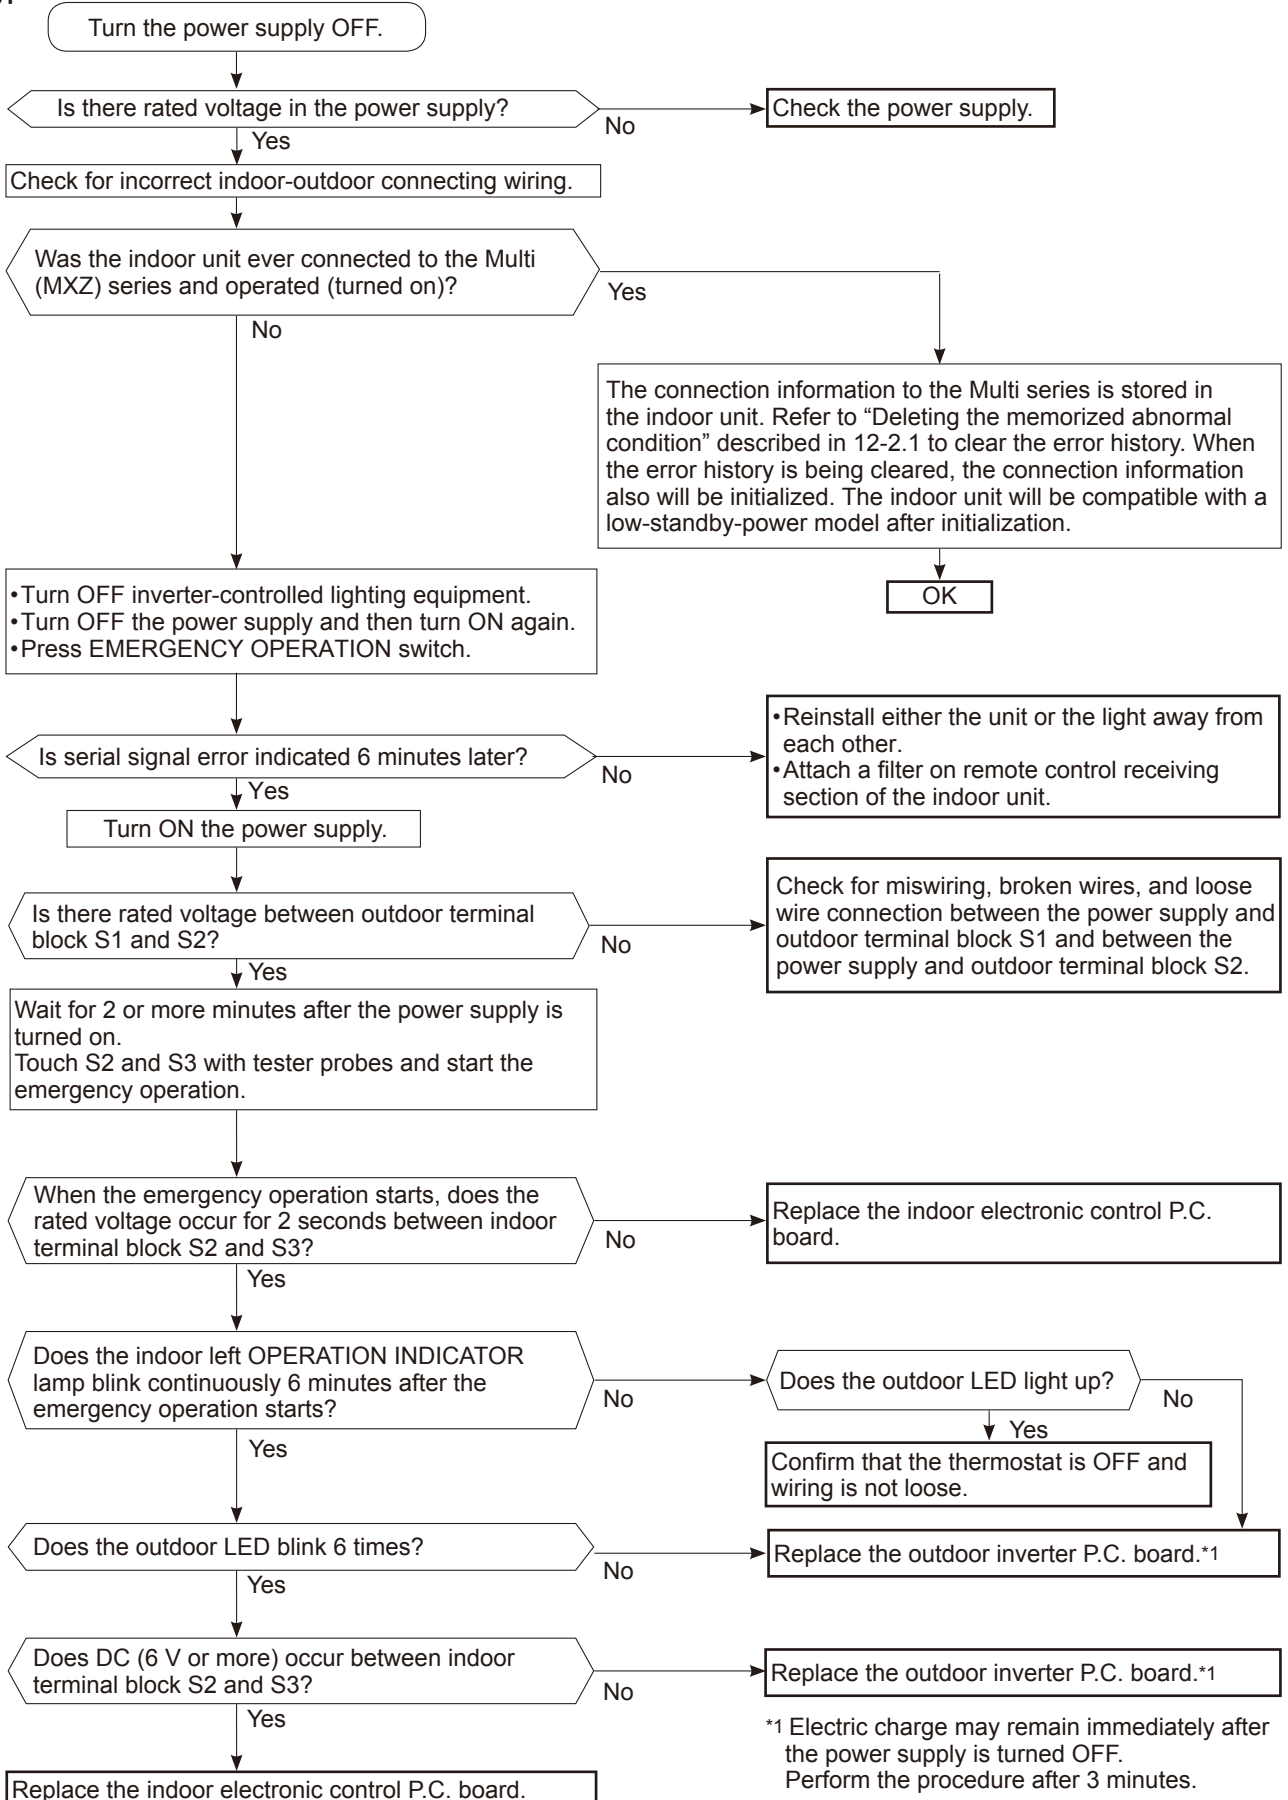 Turn the power supply OFF.
Is there rated voltage in the power supply?
No
Check the power supply.
Yes
Check for incorrect indoor-outdoor connecting wiring.
Was the indoor unit ever connected to the Multi
(MXZ) series and operated (turned on)?
Yes
No
The connection information to the Multi series is stored in
the indoor unit. Refer to “Deleting the memorized abnormal
condition” described in 12-2.1 to clear the error history. When
the error history is being cleared, the connection information
also will be initialized. The indoor unit will be compatible with a
low-standby-power model after initialization.
OK
•Turn OFF inverter-controlled lighting equipment.
•Turn OFF the power supply and then turn ON again.
•Press EMERGENCY OPERATION switch.
Is serial signal error indicated 6 minutes later?
No
•Reinstall either the unit or the light away from
each other.
•Attach a filter on remote control receiving
section of the indoor unit.
Yes
Turn ON the power supply.
Is there rated voltage between outdoor terminal
block S1 and S2?
No
Check for miswiring, broken wires, and loose
wire connection between the power supply and
outdoor terminal block S1 and between the
power supply and outdoor terminal block S2.
Yes
Wait for 2 or more minutes after the power supply is
turned on.
Touch S2 and S3 with tester probes and start the
emergency operation.
When the emergency operation starts, does the
rated voltage occur for 2 seconds between indoor
terminal block S2 and S3?
No
Replace the indoor electronic control P.C.
board.
Yes
Does the indoor left OPERATION INDICATOR
lamp blink continuously 6 minutes after the
emergency operation starts?
No
Does the outdoor LED light up?
No
Yes
Confirm that the thermostat is OFF and
wiring is not loose.
Yes
Does the outdoor LED blink 6 times?
No
Replace the outdoor inverter P.C. board.*1
Yes
Does DC (6 V or more) occur between indoor
terminal block S2 and S3?
No
Replace the outdoor inverter P.C. board.*1
Yes
*1 Electric charge may remain immediately after
the power supply is turned OFF.
Perform the procedure after 3 minutes.
Replace the indoor electronic control P.C. board.